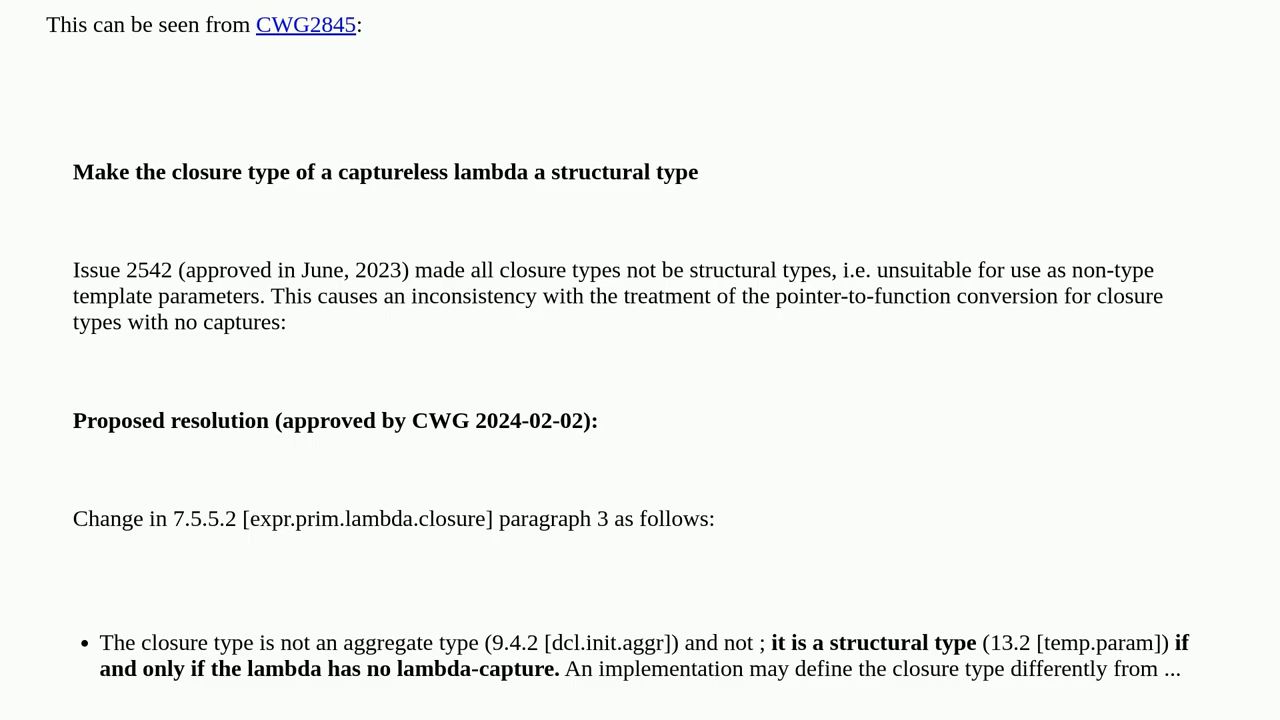 This can be seen from CWG2845:
Make the closure type of a captureless lambda a structural type
Issue 2542 (approved in June, 2023) made all closure types not be structural types, i.e. unsuitable for use as non-type
template parameters. This causes an inconsistency with the treatment of the pointer-to-function conversion for closure
types with no captures:
Proposed resolution (approved by CWG 2024-02-02):
Change in 7.5.5.2 [expr.prim.lambda.closure] paragraph 3 as follows:
• The closure type is not an aggregate type (9.4.2 [dcl.init.aggr]) and not ; it is a structural type (13.2 [temp.param]) if
and only if the lambda has no lambda-capture. An implementation may define the closure type differently from ...